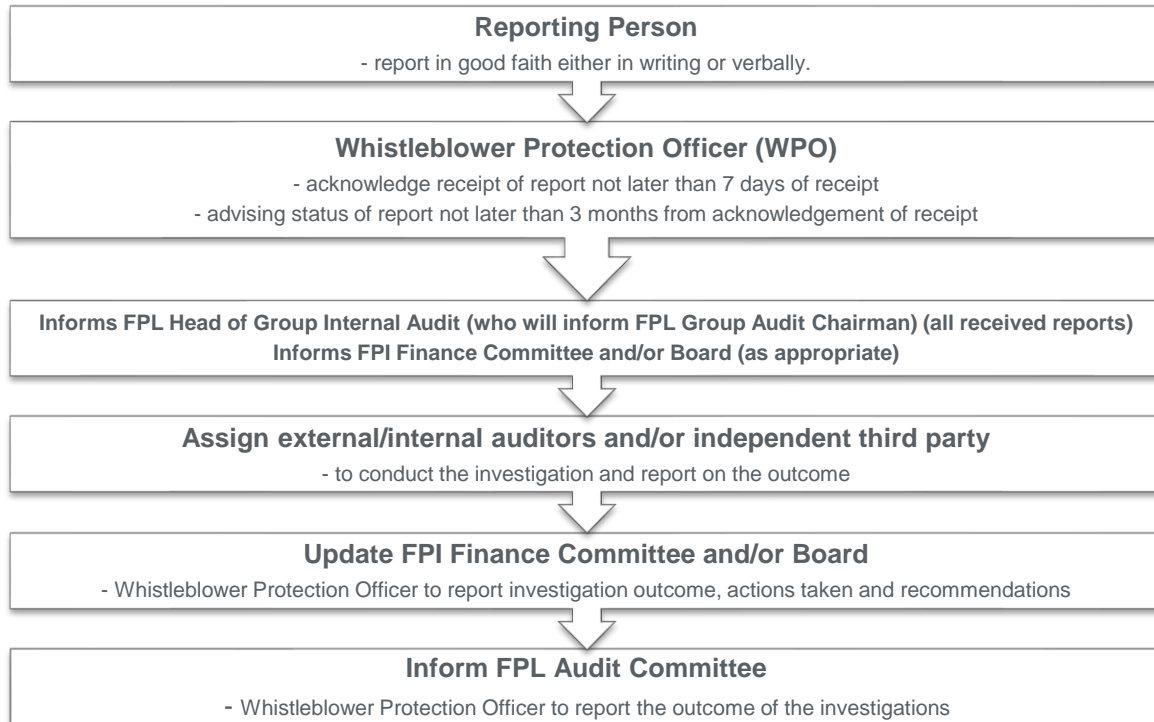 Reporting Person
- report in good faith either in writing or verbally.
Whistleblower Protection Officer (WPO)
- acknowledge receipt of report not later than 7 days of receipt
- advising status of report not later than 3 months from acknowledgement of receipt
Informs FPL Head of Group Internal Audit (who will inform FPL Group Audit Chairman) (all received reports)
Informs FPI Finance Committee and/or Board (as appropriate)
Assign external/internal auditors and/or independent third party
- to conduct the investigation and report on the outcome
Update FPI Finance Committee and/or Board
- Whistleblower Protection Officer to report investigation outcome, actions taken and recommendations
Inform FPL Audit Committee
- Whistleblower Protection Officer to report the outcome of the investigations